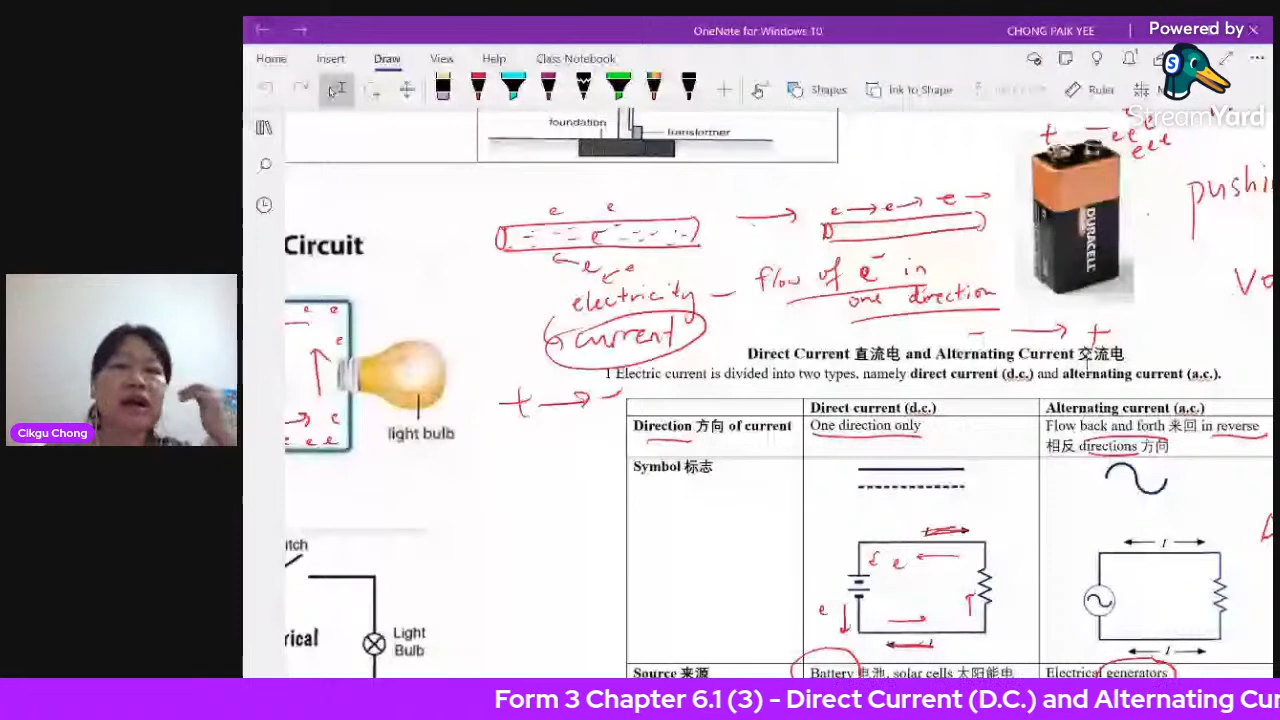 OneNote for Windows 10
CHONG PAIK YEE
Powered by
StreamYard
Home
Insert
Draw
View
Help
Class Notebook
Shapes
Ink to Shape
Ruler
foundation
transformer
Circuit
light bulb
Light
Bulb
DURACELL
+
e e
electricity – flow of e⁻ in
one direction
current
+ → -
- → +
Direct Current 直流电 and Alternating Current 交流电
1 Electric current is divided into two types, namely direct current (d.c.) and alternating current (a.c.).
Direct current (d.c.)
Alternating current (a.c.)
Direction 方向 of current
One direction only
Flow back and forth 来回 in reverse
相反 directions 方向
Symbol 标志
e
I
I
Source 来源
Battery 电池, solar cells 太阳能电
Electrical generators
Cikgu Chong
Form 3 Chapter 6.1 (3) - Direct Current (D.C.) and Alternating Cur